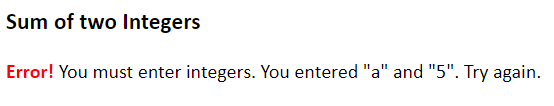 Sum of two Integers
Error! You must enter integers. You entered "a" and "5". Try again.